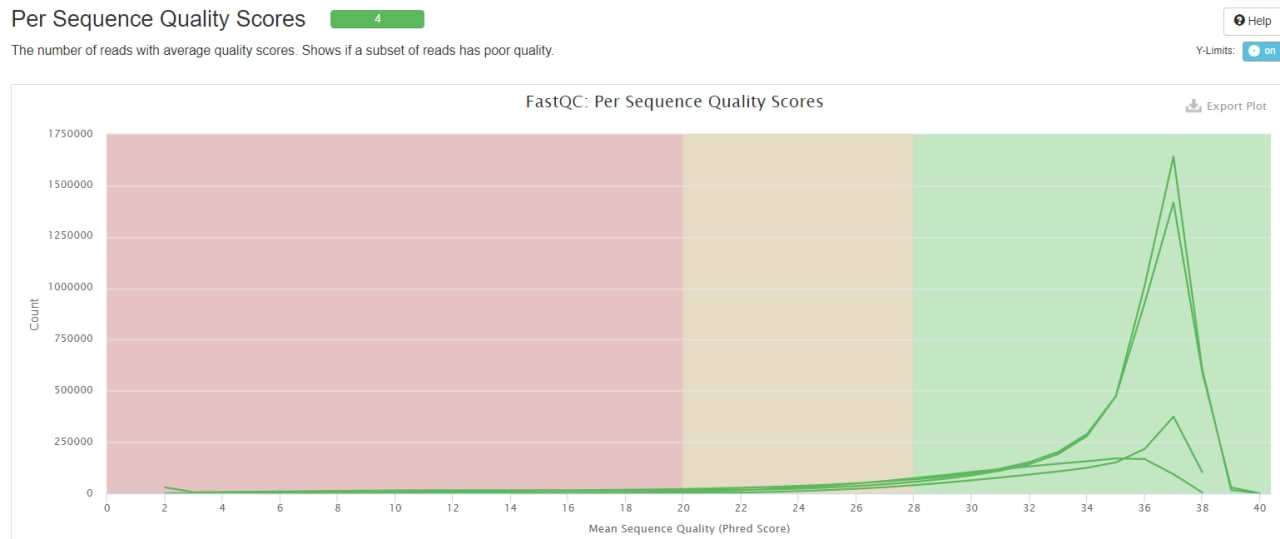 Per Sequence Quality Scores 4
Help
The number of reads with average quality scores. Shows if a subset of reads has poor quality.
Y-Limits: on
FastQC: Per Sequence Quality Scores
Export Plot
Count
1750000
1500000
1250000
1000000
750000
500000
250000
0
0 2 4 6 8 10 12 14 16 18 20 22 24 26 28 30 32 34 36 38 40
Mean Sequence Quality (Phred Score)